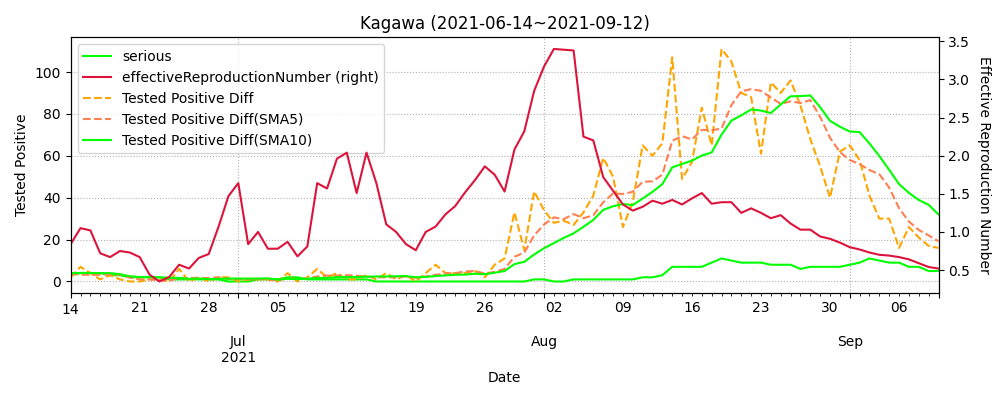 Kagawa (2021-06-14~2021-09-12)
serious
effectiveReproductionNumber (right)
Tested Positive Diff
Tested Positive Diff(SMA5)
Tested Positive Diff(SMA10)
Tested Positive
100
80
60
40
20
0
3.5
3.0
2.5
2.0
1.5
1.0
0.5
Effective Reproduction Number
14 21 28 05 12 19 26 02 09 16 23 30 06
Jul Aug Sep
2021
Date